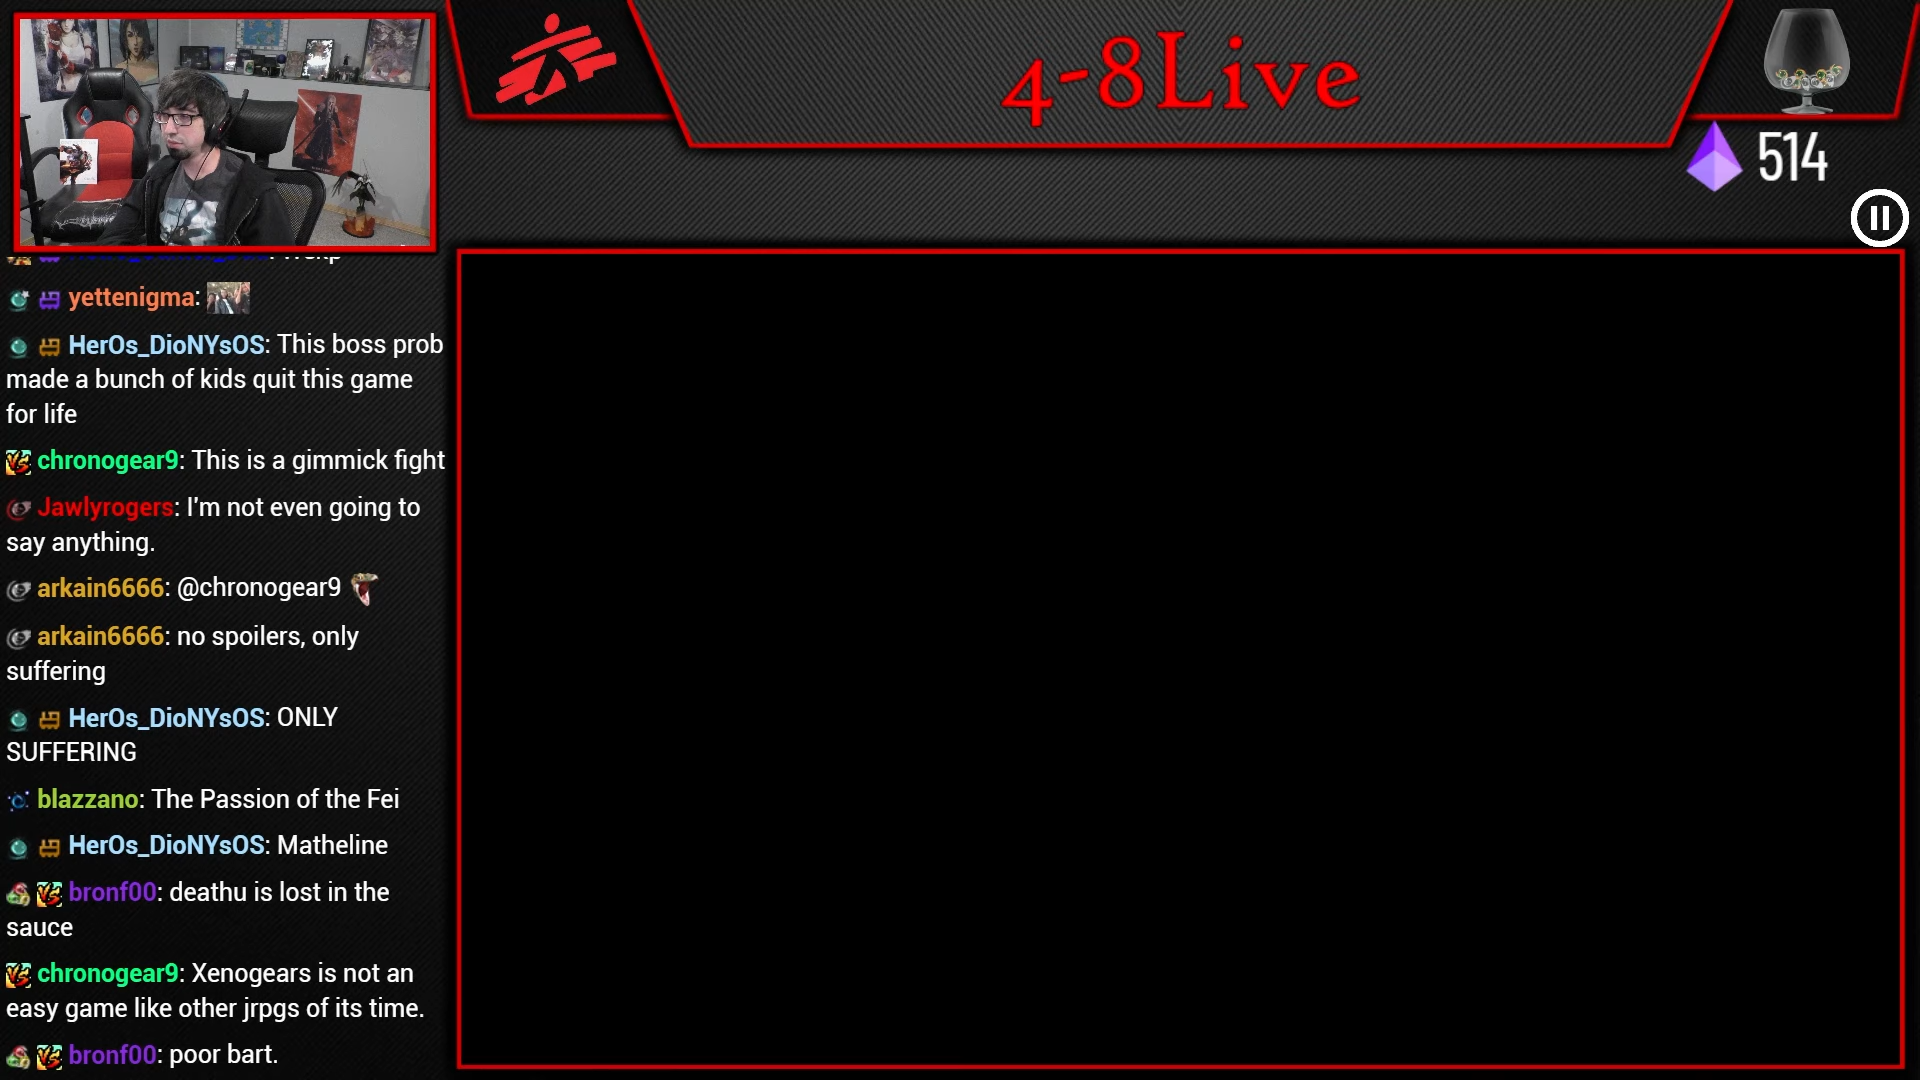 4-8Live
514
yettenigma:
HerOs_DioNYsOS: This boss prob
made a bunch of kids quit this game
for life
chronogear9: This is a gimmick fight
Jawlyrogers: I'm not even going to
say anything.
arkain6666: @chronogear9
arkain6666: no spoilers, only
suffering
HerOs_DioNYsOS: ONLY
SUFFERING
blazzano: The Passion of the Fei
HerOs_DioNYsOS: Matheline
bronf00: deathu is lost in the
sauce
chronogear9: Xenogears is not an
easy game like other jrpgs of its time.
bronf00: poor bart.